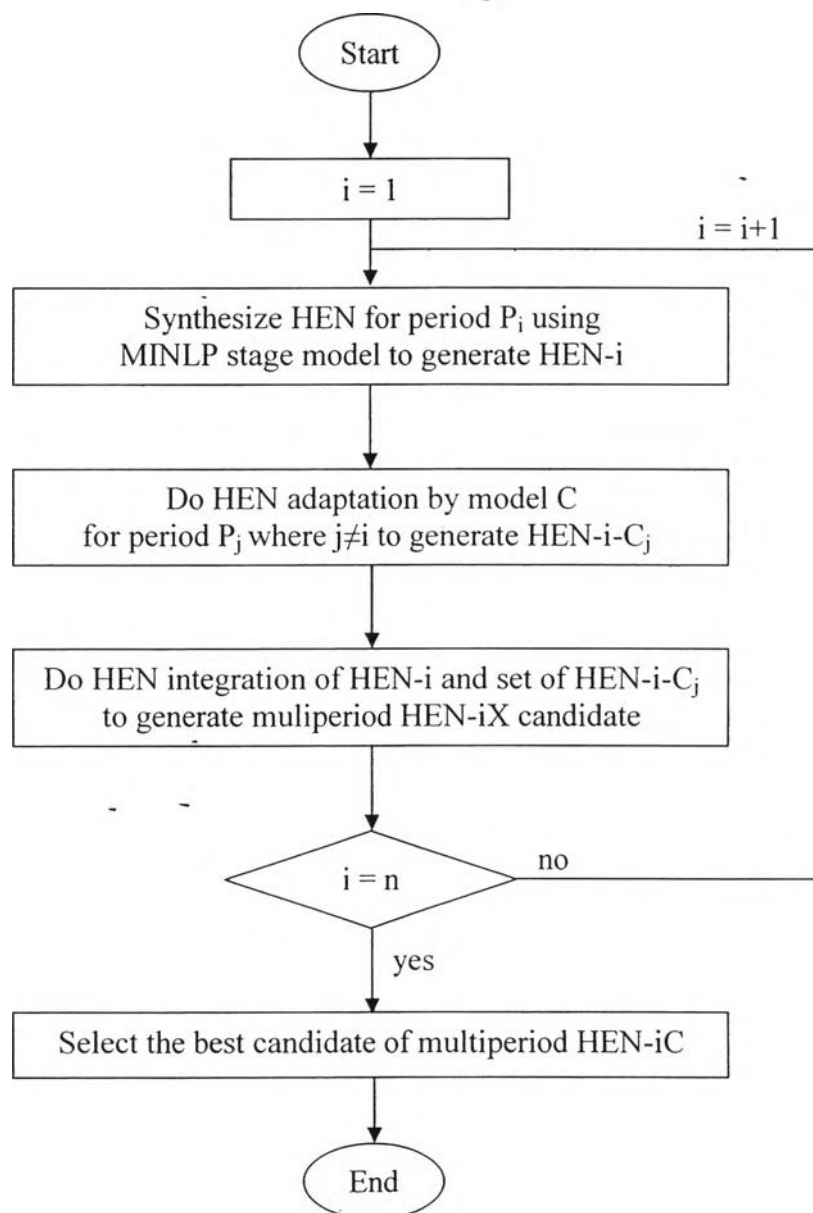 Start
i = 1
i = i+1
Synthesize HEN for period Pᵢ using
MINLP stage model to generate HEN-i
Do HEN adaptation by model C
for period Pⱼ where j≠i to generate HEN-i-Cⱼ
Do HEN integration of HEN-i and set of HEN-i-Cⱼ
to generate muliperiod HEN-iX candidate
i = n
no
yes
Select the best candidate of multiperiod HEN-iC
End